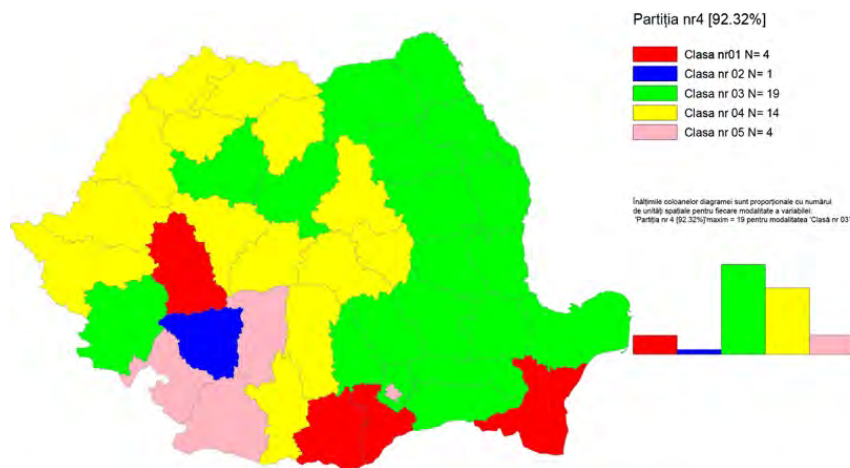 Partiția nr4 [92.32%]
Clasa nr01 N= 4
Clasa nr 02 N= 1
Clasa nr 03 N= 19
Clasa nr 04 N= 14
Clasa nr 05 N= 4
Înălțimile coloanelor diagramei sunt proporționale cu numărul
de unități spațiale pentru fiecare modalitate a variabilei:
'Partiția nr 4 [92.32%]'maxim = 19 pentru modalitatea 'Clasă nr 03'